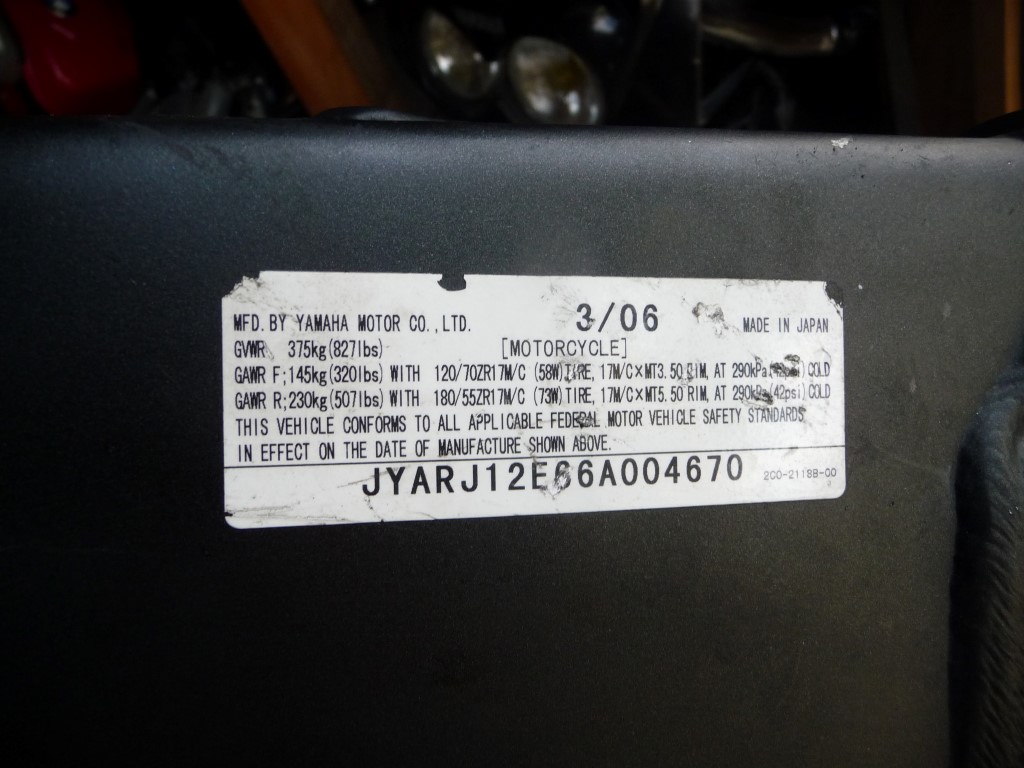 MFD. BY YAMAHA MOTOR CO.,LTD. 3/06 MADE IN JAPAN
GVWR 375kg(827lbs) [MOTORCYCLE]
GAWR F;145kg(320lbs) WITH 120/70ZR17M/C (58W)TIRE, 17M/C×MT3.50 RIM, AT 290kPa(42psi) COLD
GAWR R;230kg(507lbs) WITH 180/55ZR17M/C (73W)TIRE, 17M/C×MT5.50 RIM, AT 290kPa(42psi) COLD
THIS VEHICLE CONFORMS TO ALL APPLICABLE FEDERAL MOTOR VEHICLE SAFETY STANDARDS
IN EFFECT ON THE DATE OF MANUFACTURE SHOWN ABOVE.
JYARJ12E66A004670 2C0-2118B-00